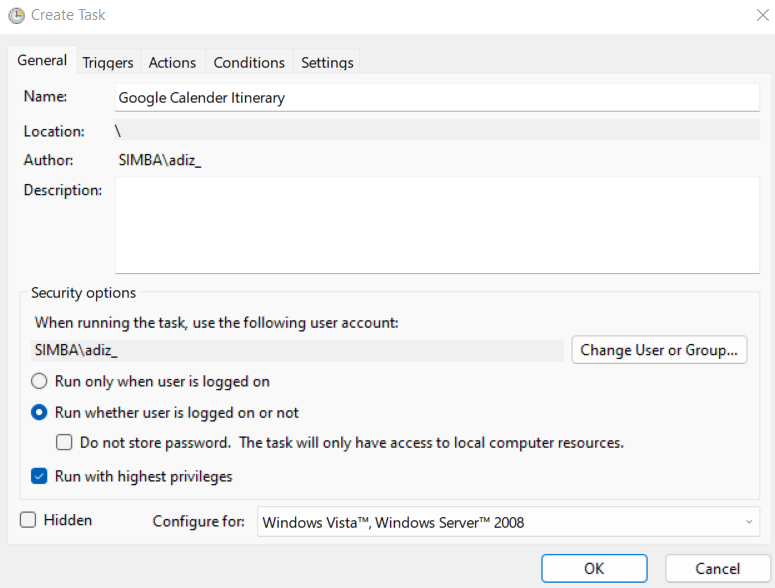 Create Task
General Triggers Actions Conditions Settings
Name: Google Calender Itinerary
Location: \
Author: SIMBA\adiz_
Description:
Security options
When running the task, use the following user account:
SIMBA\adiz_ Change User or Group...
Run only when user is logged on
Run whether user is logged on or not
Do not store password. The task will only have access to local computer resources.
Run with highest privileges
Hidden Configure for: Windows Vista™, Windows Server™ 2008
OK Cancel